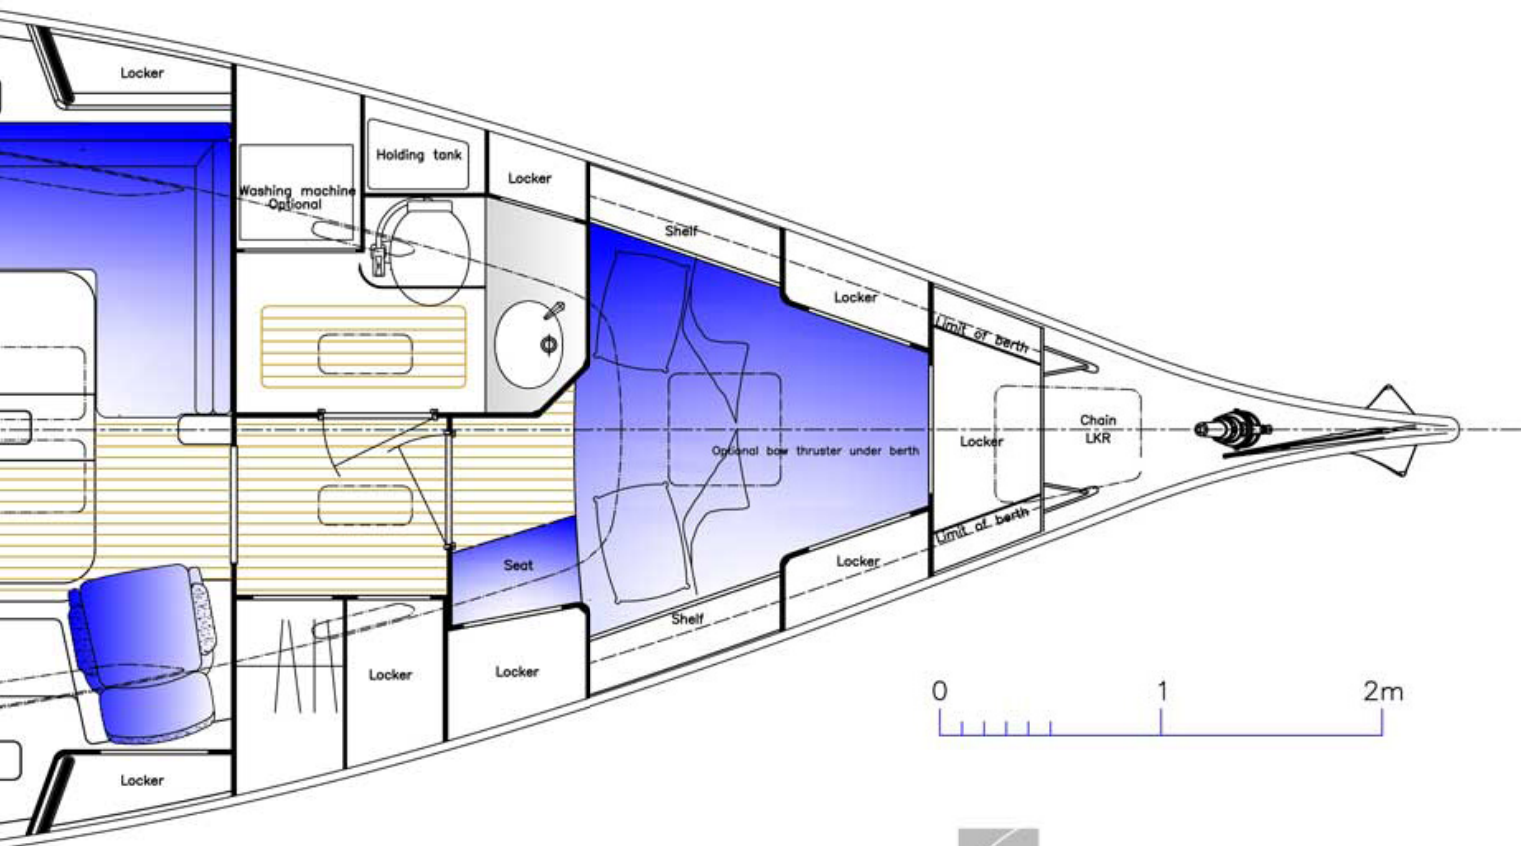 Locker
Holding tank
Locker
Washing machine
Optional
Shelf
Locker
Limit of berth
Chain
LKR
Locker
Optional bow thruster under berth
Limit of berth
Locker
Seat
Shelf
Locker
Locker
Locker
0 1 2m